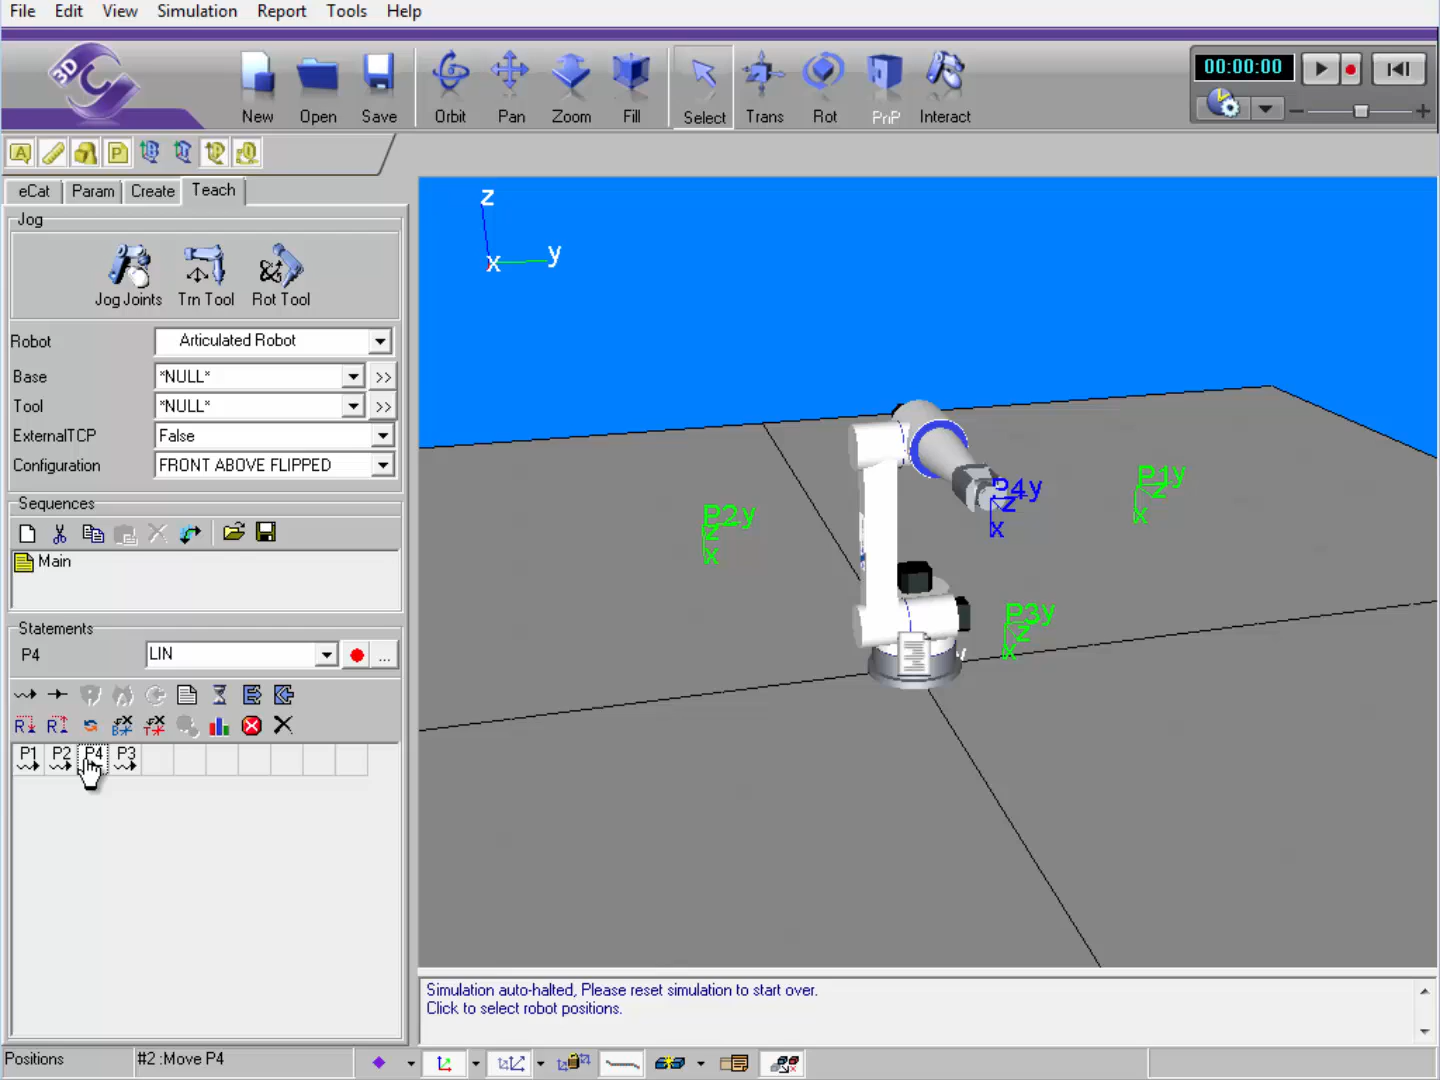 File Edit View Simulation Report Tools Help
3D
New Open Save Orbit Pan Zoom Fill Select Trans Rot PnP Interact
00:00:00
eCat Param Create Teach
Jog
Jog Joints Trn Tool Rot Tool
Robot Articulated Robot
Base *NULL* >>
Tool *NULL* >>
ExternalTCP False
Configuration FRONT ABOVE FLIPPED
Sequences
Main
Statements
P4 LIN ...
P1 P2 P4 P3
z
x y
P1y
z
x
P4y
z
x
P2y
z
x
P3y
z
x
Simulation auto-halted, Please reset simulation to start over.
Click to select robot positions.
Positions #2 :Move P4